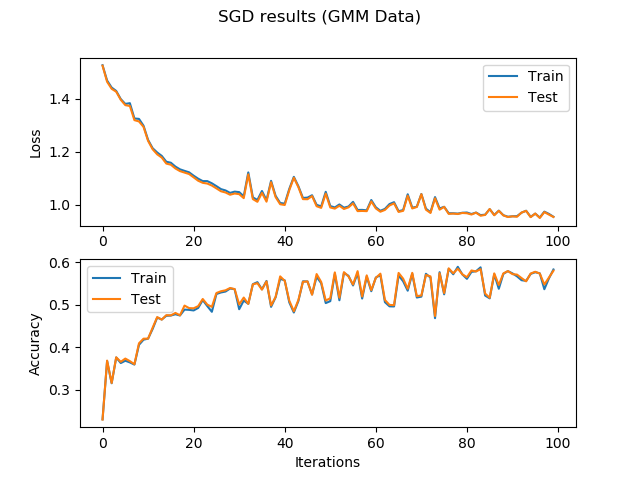 SGD results (GMM Data)
Loss
1.4
1.2
1.0
Train
Test
0 20 40 60 80 100
Accuracy
0.6
0.5
0.4
0.3
Train
Test
0 20 40 60 80 100
Iterations